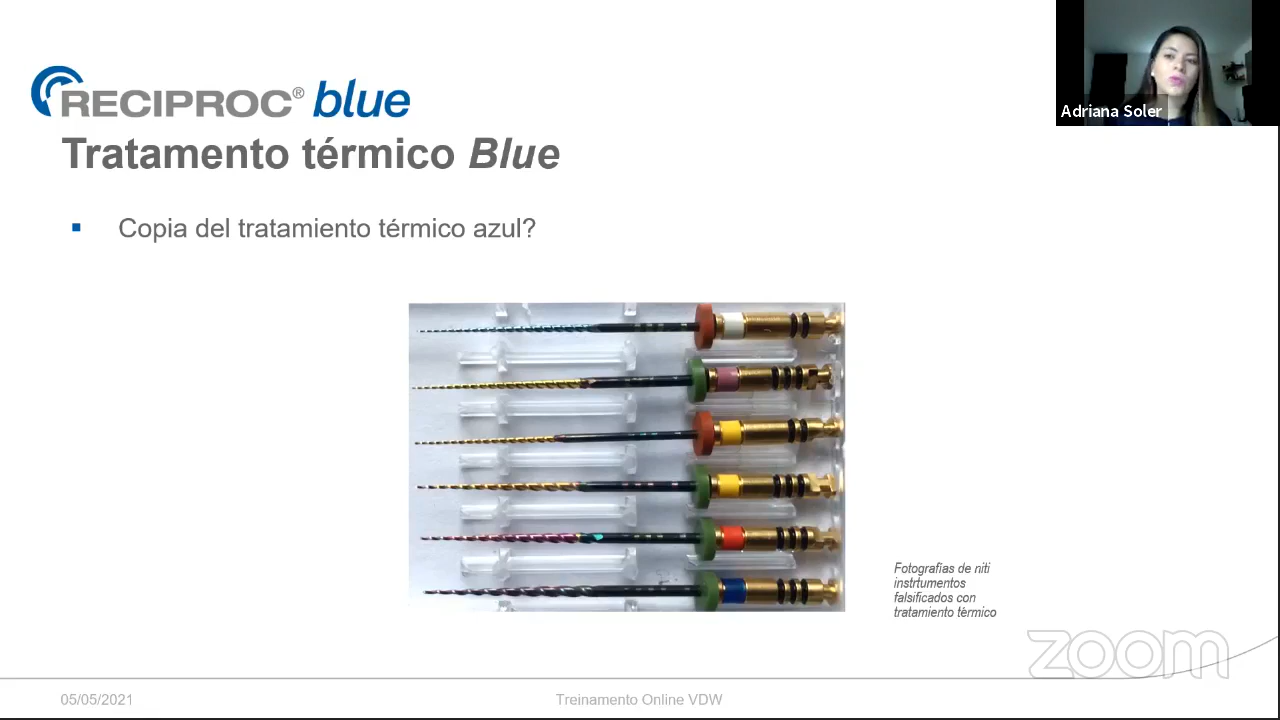 Adriana Soler
RECIPROC® blue
Tratamento térmico Blue
Copia del tratamiento térmico azul?
Fotografías de niti
instrtumentos
falsificados con
tratamiento térmico
zoom
05/05/2021
Treinamento Online VDW